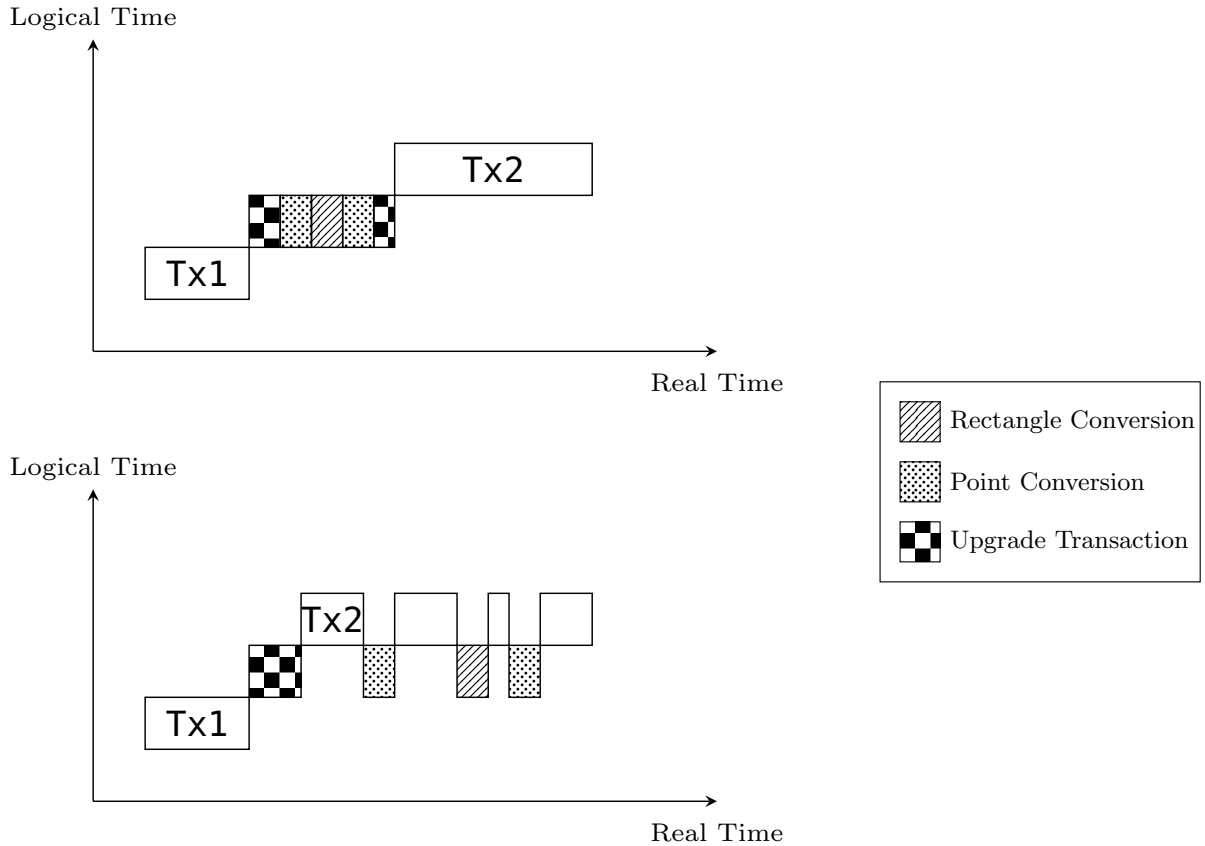 Logical Time
Tx2
Tx1
Real Time
Rectangle Conversion
Point Conversion
Upgrade Transaction
Logical Time
Tx2
Tx1
Real Time